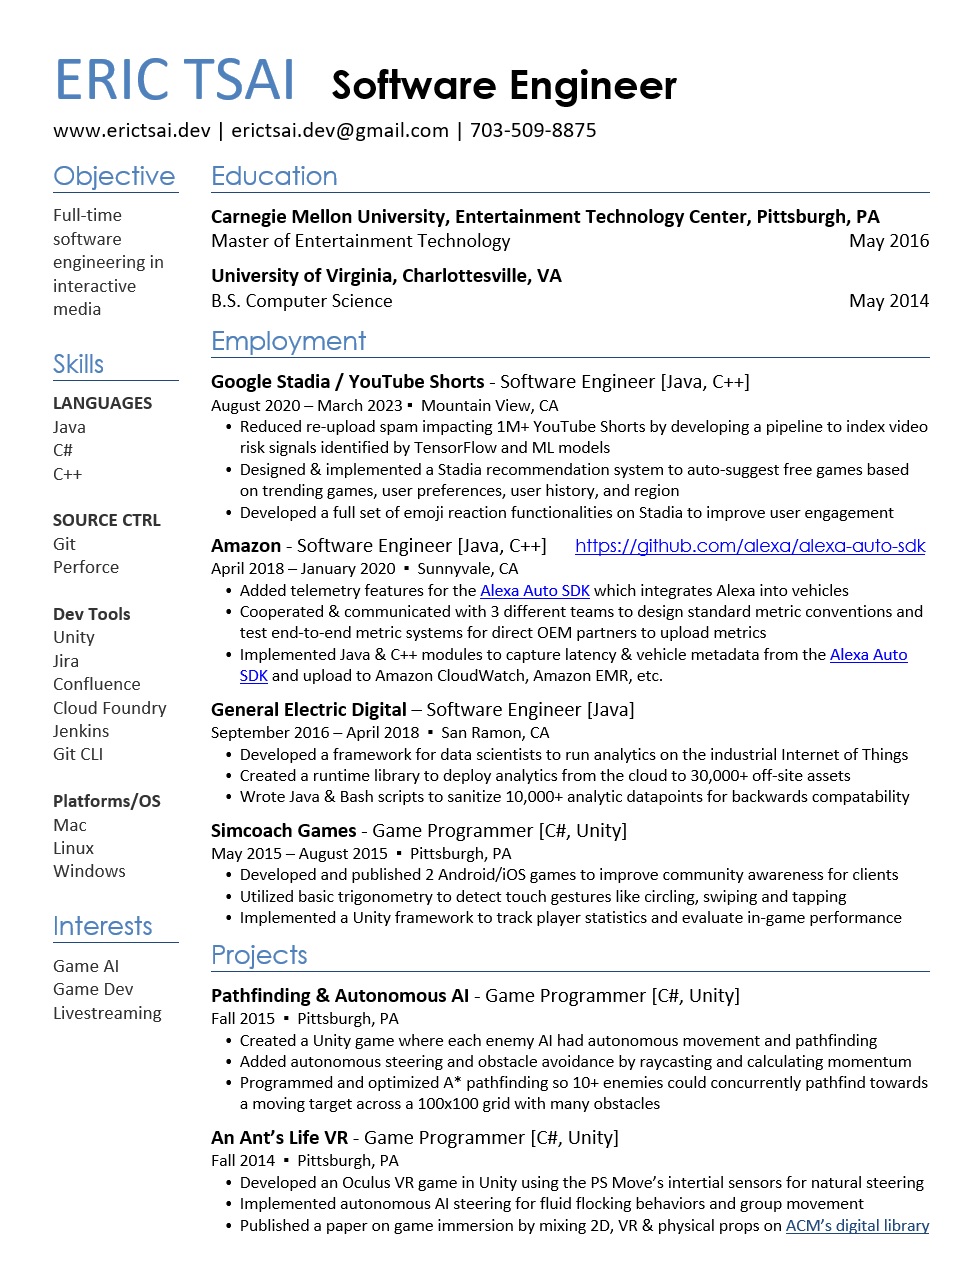 ERIC TSAI Software Engineer
www.erictsai.dev | erictsai.dev@gmail.com | 703-509-8875
Objective
Full-time
software
engineering in
interactive
media
Skills
LANGUAGES
Java
C#
C++
SOURCE CTRL
Git
Perforce
Dev Tools
Unity
Jira
Confluence
Cloud Foundry
Jenkins
Git CLI
Platforms/OS
Mac
Linux
Windows
Interests
Game AI
Game Dev
Livestreaming
Education
Carnegie Mellon University, Entertainment Technology Center, Pittsburgh, PA
Master of Entertainment Technology May 2016
University of Virginia, Charlottesville, VA
B.S. Computer Science May 2014
Employment
Google Stadia / YouTube Shorts - Software Engineer [Java, C++]
August 2020 – March 2023 ▪ Mountain View, CA
• Reduced re-upload spam impacting 1M+ YouTube Shorts by developing a pipeline to index video
risk signals identified by TensorFlow and ML models
• Designed & implemented a Stadia recommendation system to auto-suggest free games based
on trending games, user preferences, user history, and region
• Developed a full set of emoji reaction functionalities on Stadia to improve user engagement
Amazon - Software Engineer [Java, C++] https://github.com/alexa/alexa-auto-sdk
April 2018 – January 2020 ▪ Sunnyvale, CA
• Added telemetry features for the Alexa Auto SDK which integrates Alexa into vehicles
• Cooperated & communicated with 3 different teams to design standard metric conventions and
test end-to-end metric systems for direct OEM partners to upload metrics
• Implemented Java & C++ modules to capture latency & vehicle metadata from the Alexa Auto
SDK and upload to Amazon CloudWatch, Amazon EMR, etc.
General Electric Digital – Software Engineer [Java]
September 2016 – April 2018 ▪ San Ramon, CA
• Developed a framework for data scientists to run analytics on the industrial Internet of Things
• Created a runtime library to deploy analytics from the cloud to 30,000+ off-site assets
• Wrote Java & Bash scripts to sanitize 10,000+ analytic datapoints for backwards compatability
Simcoach Games - Game Programmer [C#, Unity]
May 2015 – August 2015 ▪ Pittsburgh, PA
• Developed and published 2 Android/iOS games to improve community awareness for clients
• Utilized basic trigonometry to detect touch gestures like circling, swiping and tapping
• Implemented a Unity framework to track player statistics and evaluate in-game performance
Projects
Pathfinding & Autonomous AI - Game Programmer [C#, Unity]
Fall 2015 ▪ Pittsburgh, PA
• Created a Unity game where each enemy AI had autonomous movement and pathfinding
• Added autonomous steering and obstacle avoidance by raycasting and calculating momentum
• Programmed and optimized A* pathfinding so 10+ enemies could concurrently pathfind towards
a moving target across a 100x100 grid with many obstacles
An Ant’s Life VR - Game Programmer [C#, Unity]
Fall 2014 ▪ Pittsburgh, PA
• Developed an Oculus VR game in Unity using the PS Move’s intertial sensors for natural steering
• Implemented autonomous AI steering for fluid flocking behaviors and group movement
• Published a paper on game immersion by mixing 2D, VR & physical props on ACM’s digital library